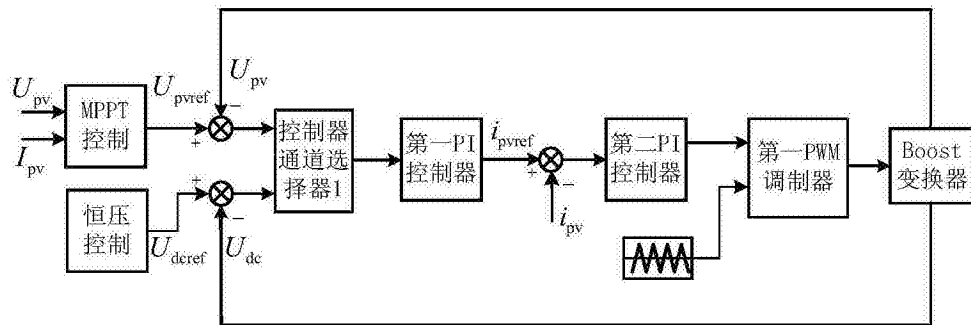 U_pv
I_pv
MPPT
控制
U_pvref
+
−
U_pv
恒压
控制
U_dcref
+
−
U_dc
控制器
通道选
择器1
第一PI
控制器
i_pvref
+
−
i_pv
第二PI
控制器
第一PWM
调制器
Boost
变换器